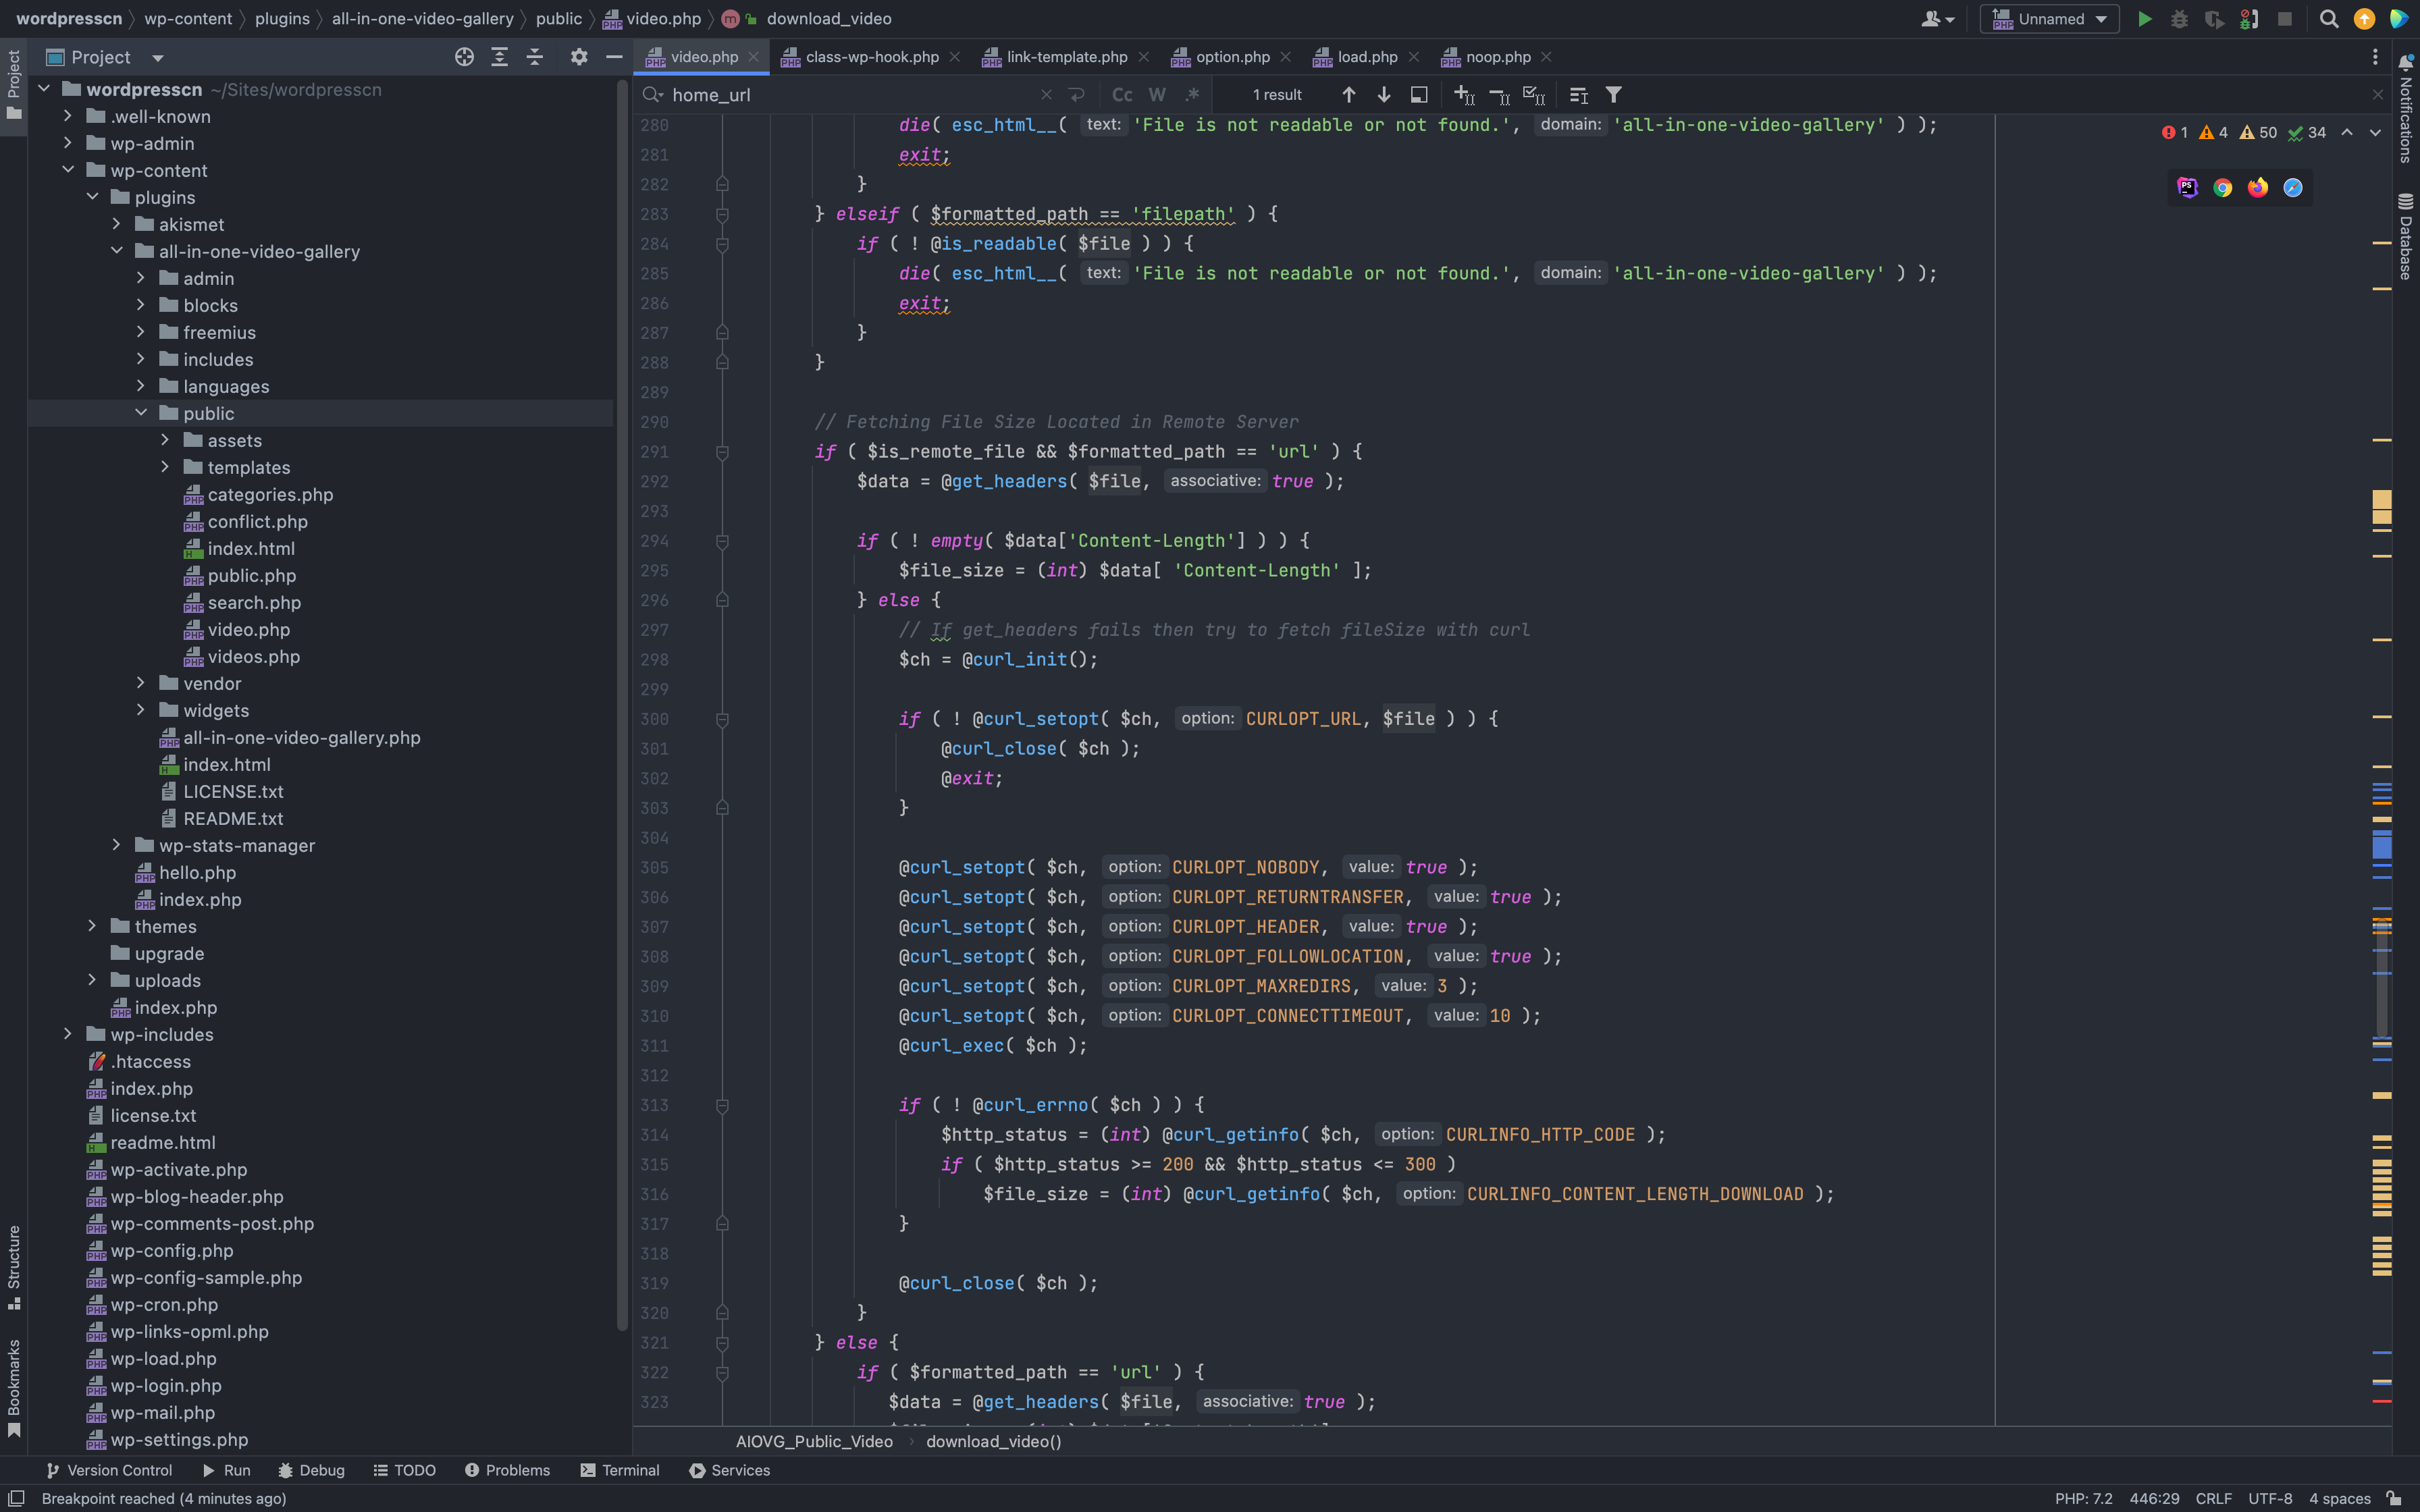 wordpresscn › wp-content › plugins › all-in-one-video-gallery › public › video.php › m download_video
Unnamed
Project
video.php
class-wp-hook.php
link-template.php
option.php
load.php
noop.php
home_url
Cc W .*
1 result
wordpresscn ~/Sites/wordpresscn
.well-known
wp-admin
wp-content
plugins
akismet
all-in-one-video-gallery
admin
blocks
freemius
includes
languages
public
assets
templates
categories.php
conflict.php
index.html
public.php
search.php
video.php
videos.php
vendor
widgets
all-in-one-video-gallery.php
index.html
LICENSE.txt
README.txt
wp-stats-manager
hello.php
index.php
themes
upgrade
uploads
index.php
wp-includes
.htaccess
index.php
license.txt
readme.html
wp-activate.php
wp-blog-header.php
wp-comments-post.php
wp-config.php
wp-config-sample.php
wp-cron.php
wp-links-opml.php
wp-load.php
wp-login.php
wp-mail.php
wp-settings.php
Project
Structure
Bookmarks
Notifications
Database
1 4 50 34
280 die( esc_html__( text: 'File is not readable or not found.', domain: 'all-in-one-video-gallery' ) );
281 exit;
282 }
283 } elseif ( $formatted_path == 'filepath' ) {
284 if ( ! @is_readable( $file ) ) {
285 die( esc_html__( text: 'File is not readable or not found.', domain: 'all-in-one-video-gallery' ) );
286 exit;
287 }
288 }
289
290 // Fetching File Size Located in Remote Server
291 if ( $is_remote_file && $formatted_path == 'url' ) {
292 $data = @get_headers( $file, associative: true );
293
294 if ( ! empty( $data['Content-Length'] ) ) {
295 $file_size = (int) $data[ 'Content-Length' ];
296 } else {
297 // If get_headers fails then try to fetch fileSize with curl
298 $ch = @curl_init();
299
300 if ( ! @curl_setopt( $ch, option: CURLOPT_URL, $file ) ) {
301 @curl_close( $ch );
302 @exit;
303 }
304
305 @curl_setopt( $ch, option: CURLOPT_NOBODY, value: true );
306 @curl_setopt( $ch, option: CURLOPT_RETURNTRANSFER, value: true );
307 @curl_setopt( $ch, option: CURLOPT_HEADER, value: true );
308 @curl_setopt( $ch, option: CURLOPT_FOLLOWLOCATION, value: true );
309 @curl_setopt( $ch, option: CURLOPT_MAXREDIRS, value: 3 );
310 @curl_setopt( $ch, option: CURLOPT_CONNECTTIMEOUT, value: 10 );
311 @curl_exec( $ch );
312
313 if ( ! @curl_errno( $ch ) ) {
314 $http_status = (int) @curl_getinfo( $ch, option: CURLINFO_HTTP_CODE );
315 if ( $http_status >= 200 && $http_status <= 300 )
316 $file_size = (int) @curl_getinfo( $ch, option: CURLINFO_CONTENT_LENGTH_DOWNLOAD );
317 }
318
319 @curl_close( $ch );
320 }
321 } else {
322 if ( $formatted_path == 'url' ) {
323 $data = @get_headers( $file, associative: true );
AIOVG_Public_Video › download_video()
Version Control
Run
Debug
TODO
Problems
Terminal
Services
Breakpoint reached (4 minutes ago)
PHP: 7.2 446:29 CRLF UTF-8 4 spaces